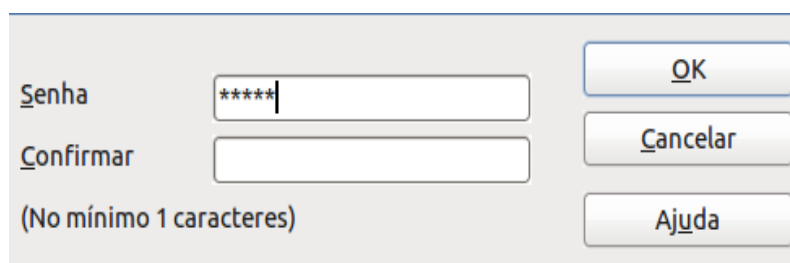 Senha
*****
OK
Confirmar
Cancelar
(No mínimo 1 caracteres)
Ajuda